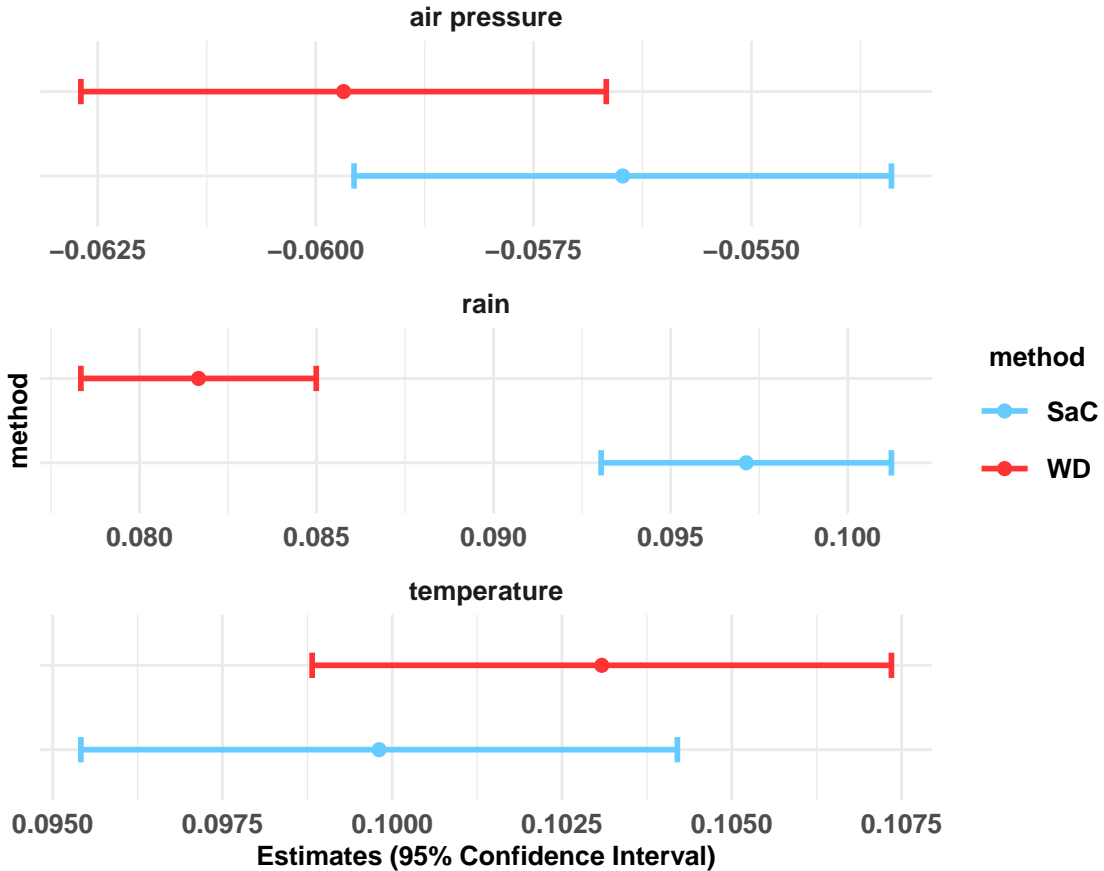 air pressure
−0.0625 −0.0600 −0.0575 −0.0550
rain
method
0.080 0.085 0.090 0.095 0.100
method
SaC
WD
temperature
0.0950 0.0975 0.1000 0.1025 0.1050 0.1075
Estimates (95% Confidence Interval)